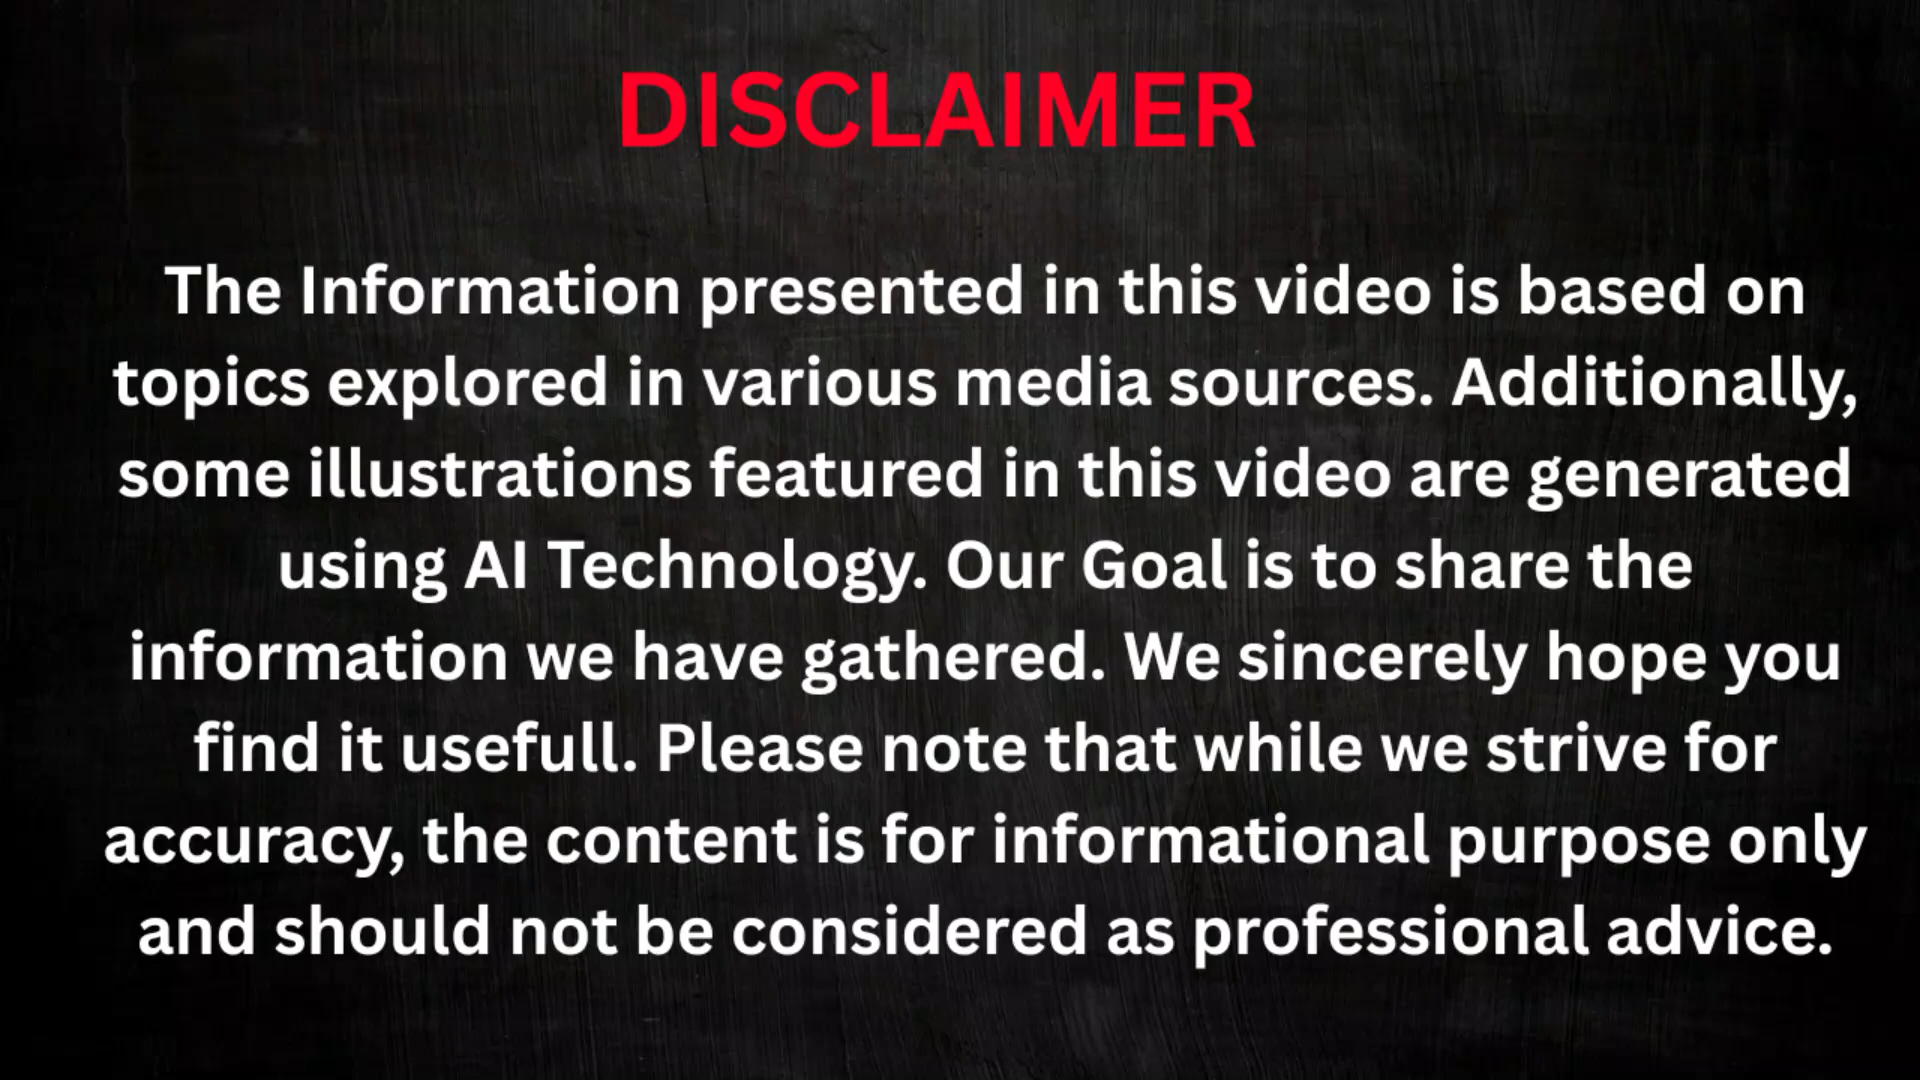 DISCLAIMER
The Information presented in this video is based on
topics explored in various media sources. Additionally,
some illustrations featured in this video are generated
using AI Technology. Our Goal is to share the
information we have gathered. We sincerely hope you
find it usefull. Please note that while we strive for
accuracy, the content is for informational purpose only
and should not be considered as professional advice.